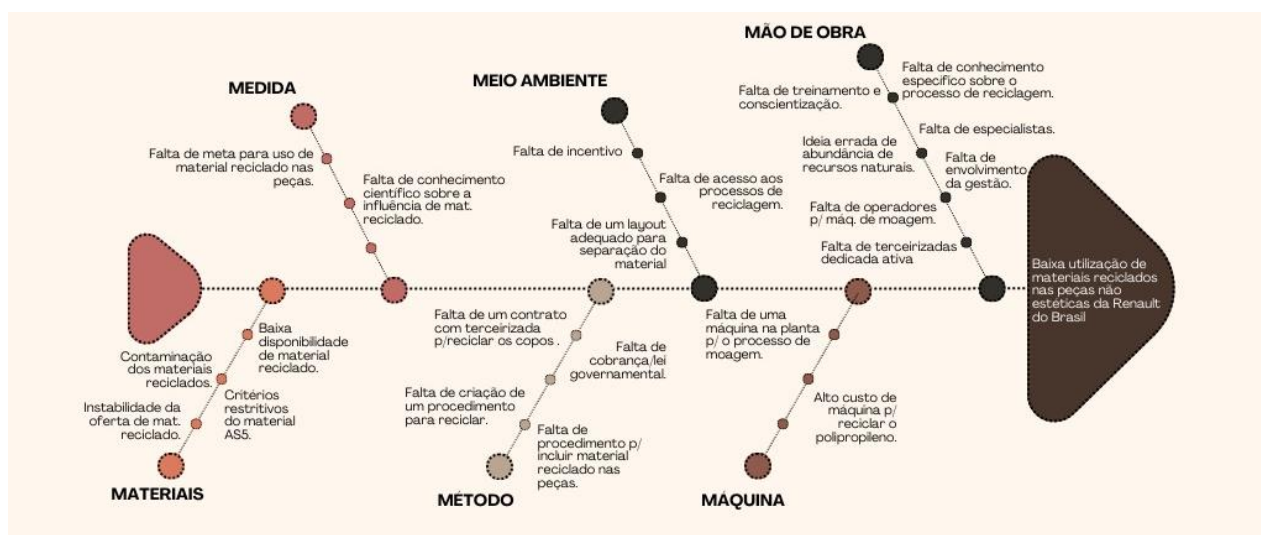 MEDIDA
Falta de meta para uso de
material reciclado nas
peças.
Falta de conhecimento
científico sobre a
influência de mat.
reciclado.
MEIO AMBIENTE
Falta de incentivo
Falta de acesso aos
processos de
reciclagem.
Falta de um layout
adequado para
separação do
material
MÃO DE OBRA
Falta de conhecimento
específico sobre o
processo de reciclagem.
Falta de treinamento e
conscientização.
Falta de especialistas.
Ideia errada de
abundância de
recursos naturais.
Falta de
envolvimento
da gestão.
Falta de operadores
p/ máq. de moagem.
Falta de terceirizadas
dedicada ativa
Baixa utilização de
materiais reciclados
nas peças não
estéticas da Renault
do Brasil
Baixa
disponibilidade
de material
reciclado.
Contaminação
dos materiais
reciclados.
Critérios
restritivos
do material
AS5.
Instabilidade da
oferta de mat.
reciclado.
MATERIAIS
Falta de um contrato
com terceirizada
p/reciclar os copos .
Falta de
cobrança/lei
governamental.
Falta de criação de
um procedimento
para reciclar.
Falta de
procedimento p/
incluir material
reciclado nas
peças.
MÉTODO
Falta de uma
máquina na planta
p/ o processo de
moagem.
Alto custo de
máquina p/
reciclar o
polipropileno.
MÁQUINA